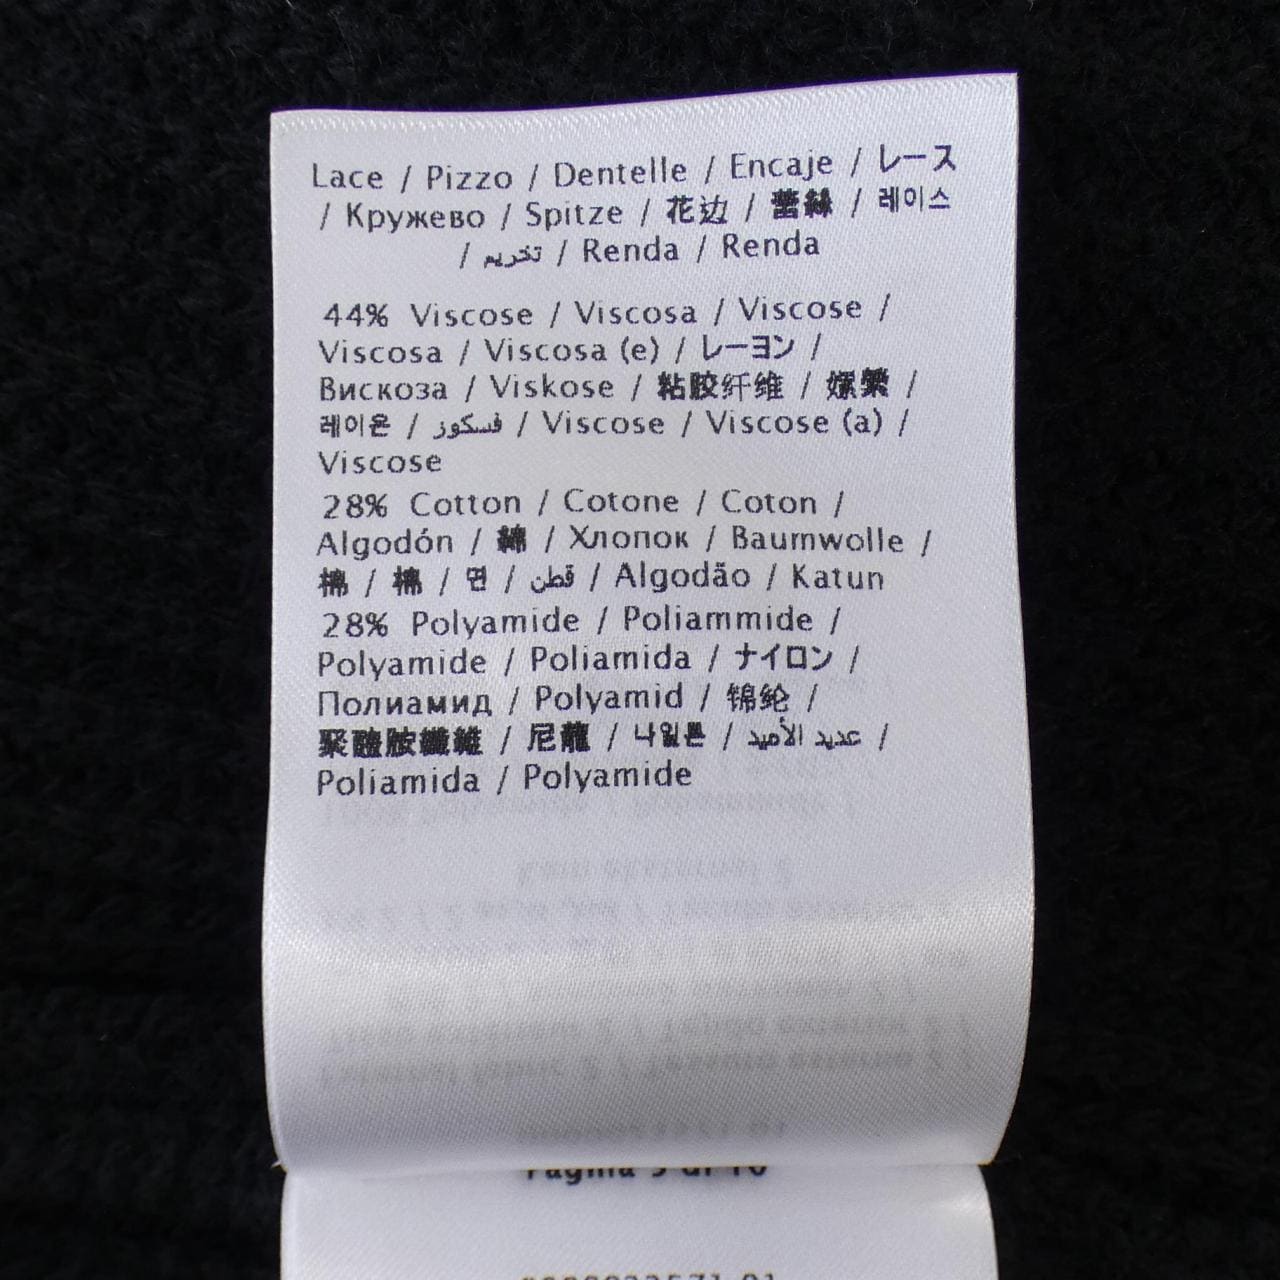 Lace / Pizzo / Dentelle / Encaje / レース
/ Кружево / Spitze / 花边 / 蕾絲 / 레이스
/ تخريم / Renda / Renda
44% Viscose / Viscosa / Viscose /
Viscosa / Viscosa (e) / レーヨン /
Вискоза / Viskose / 粘胶纤维 / 嫘縈 /
레이온 / فسكوز / Viscose / Viscose (a) /
Viscose
28% Cotton / Cotone / Coton /
Algodón / 綿 / Хлопок / Baumwolle /
棉 / 棉 / 면 / قطن / Algodão / Katun
28% Polyamide / Poliammide /
Polyamide / Poliamida / ナイロン /
Полиамид / Polyamid / 锦纶 /
聚醯胺纖維 / 尼龍 / 나일론 / عديد الأميد /
Poliamida / Polyamide